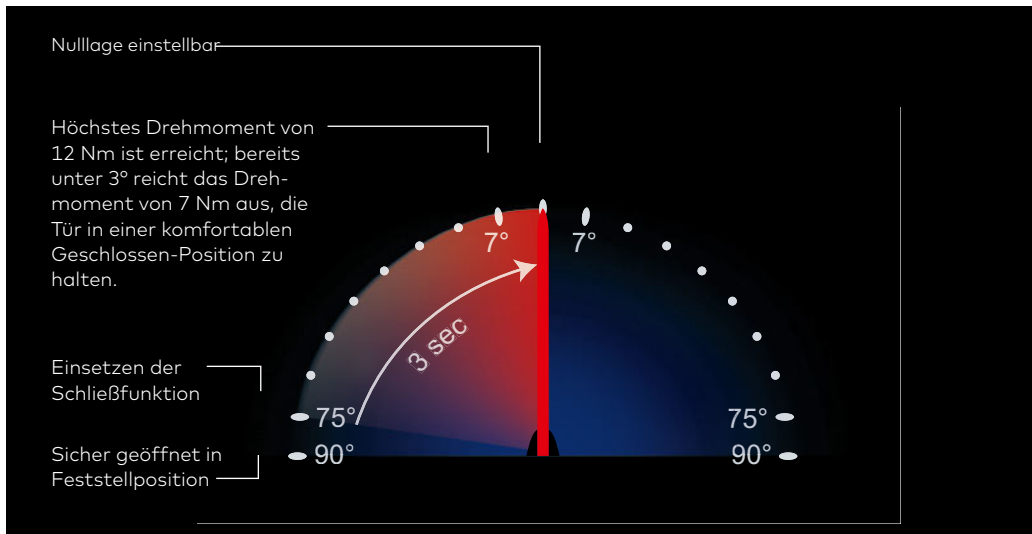 Nulllage einstellbar
Höchstes Drehmoment von
12 Nm ist erreicht; bereits
unter 3° reicht das Dreh-
moment von 7 Nm aus, die
Tür in einer komfortablen
Geschlossen-Position zu
halten.
7°
7°
3 sec
Einsetzen der
Schließfunktion
75°
75°
Sicher geöffnet in
Feststellposition
90°
90°